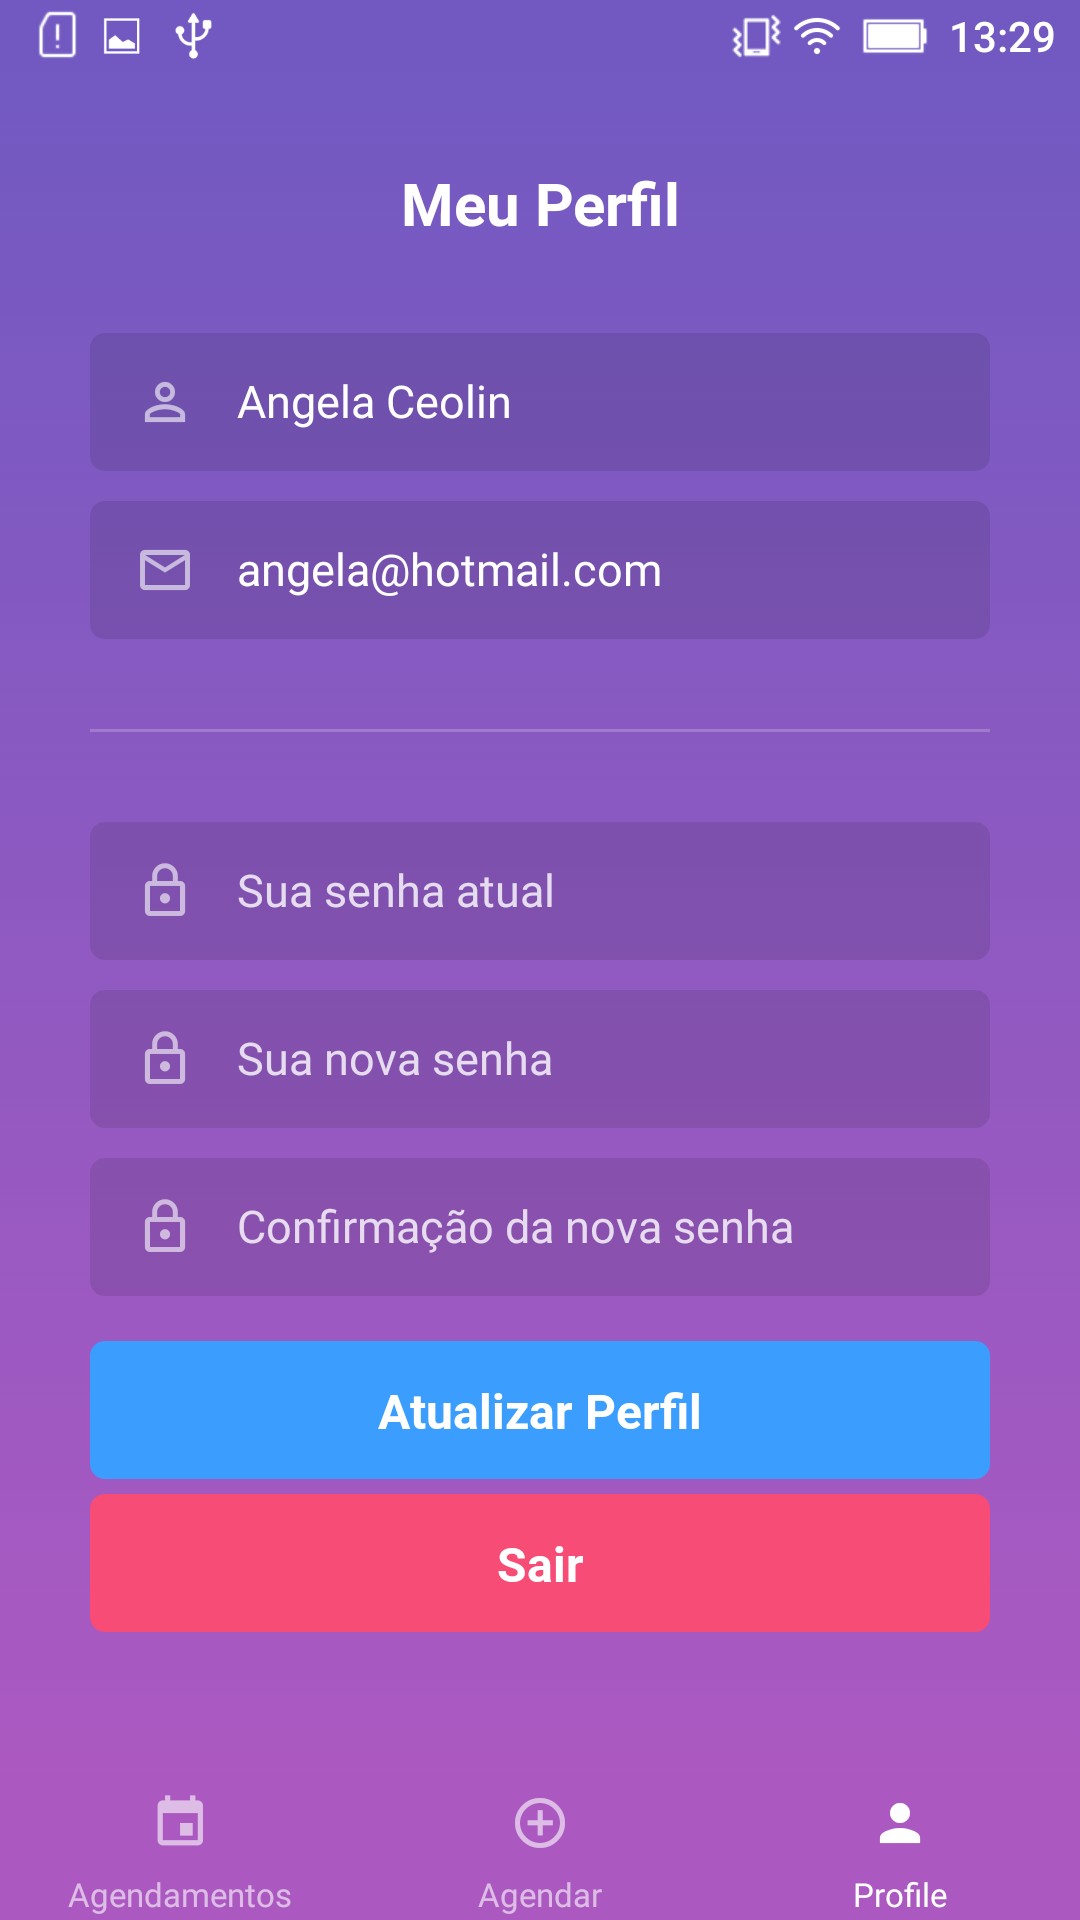 13:29
Meu Perfil
Angela Ceolin
angela@hotmail.com
Sua senha atual
Sua nova senha
Confirmação da nova senha
Atualizar Perfil
Sair
Agendamentos
Agendar
Profile